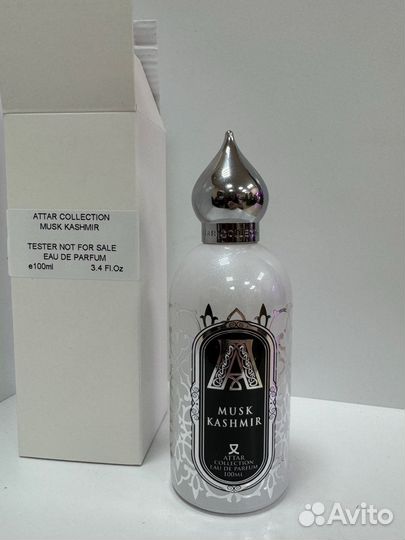 ATTAR COLLECTION
MUSK KASHMIR
TESTER NOT FOR SALE
EAU DE PARFUM
e100ml 3.4 Fl.Oz
A
MUSK
KASHMIR
ATTAR
COLLECTION
EAU DE PARFUM
100ML
Avito